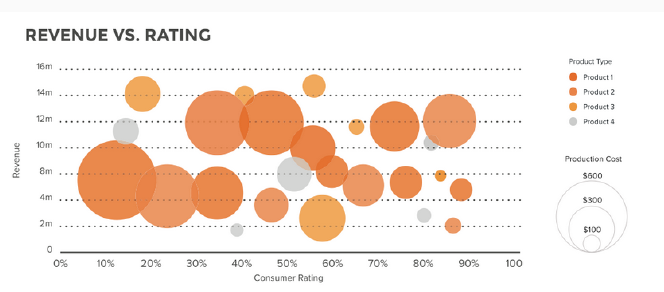 REVENUE VS. RATING
16m
14m
12m
10m
8m
4m
2m
0
Revenue
0%
10%
20%
30%
40%
50%
60%
70%
80%
90%
100
Consumer Rating
Product Type
Product 1
Product 2
Product 3
Product 4
Production Cost
$600
$300
$100